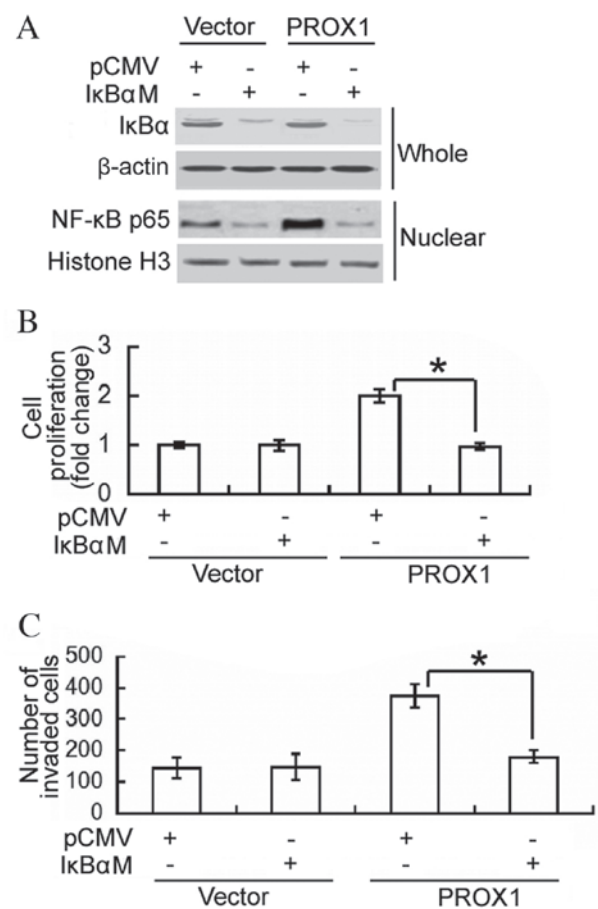 A
Vector PROX1
pCMV + - + -
IκBαM - + - +
IκBα
β-actin
Whole
NF-κB p65
Histone H3
Nuclear
B
Cell
proliferation
(fold change)
3
2
1
0
*
pCMV + - + -
IκBαM - + - +
Vector PROX1
C
Number of
invaded cells
500
400
300
200
100
0
*
pCMV + - + -
IκBαM - + - +
Vector PROX1